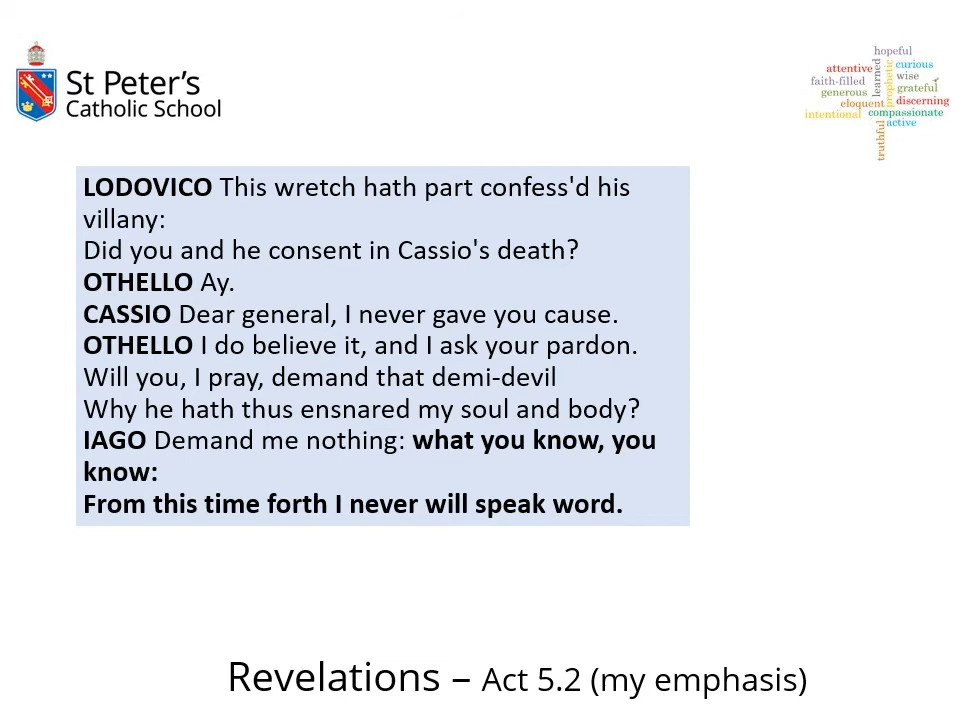 St Peter's
Catholic School
hopeful
attentive
learned
prophetic
curious
faith-filled
wise
generous
grateful
eloquent
discerning
intentional
compassionate
truthful
active
LODOVICO This wretch hath part confess'd his
villany:
Did you and he consent in Cassio's death?
OTHELLO Ay.
CASSIO Dear general, I never gave you cause.
OTHELLO I do believe it, and I ask your pardon.
Will you, I pray, demand that demi-devil
Why he hath thus ensnared my soul and body?
IAGO Demand me nothing: what you know, you
know:
From this time forth I never will speak word.
Revelations – Act 5.2 (my emphasis)